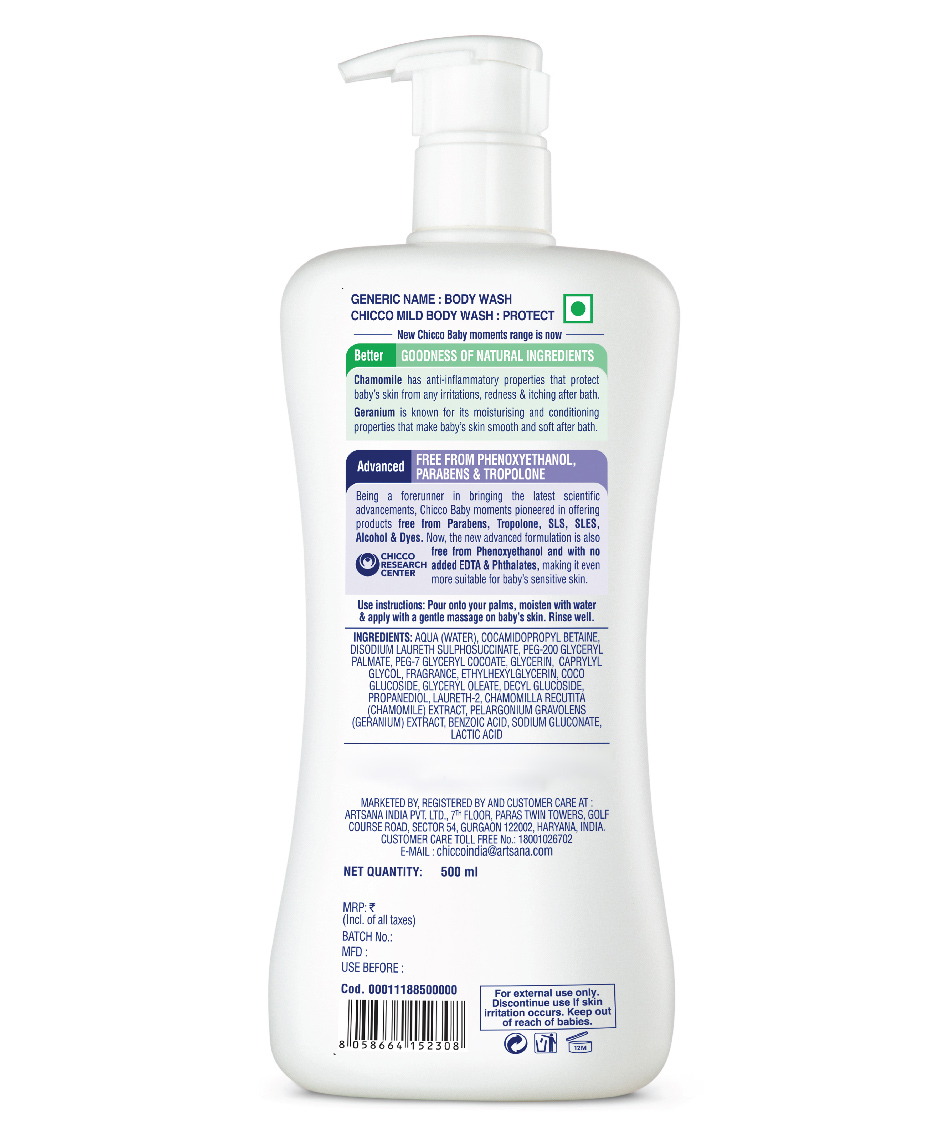 GENERIC NAME : BODY WASH
CHICCO MILD BODY WASH : PROTECT
New Chicco Baby moments range is now
Better GOODNESS OF NATURAL INGREDIENTS
Chamomile has anti-inflammatory properties that protect
baby's skin from any irritations, redness & itching after bath.
Geranium is known for its moisturising and conditioning
properties that make baby's skin smooth and soft after bath.
Advanced FREE FROM PHENOXYETHANOL,
PARABENS & TROPOLONE
Being a forerunner in bringing the latest scientific
advancements, Chicco Baby moments pioneered in offering
products free from Parabens, Tropolone, SLS, SLES,
Alcohol & Dyes. Now, the new advanced formulation is also
free from Phenoxyethanol and with no
added EDTA & Phthalates, making it even
more suitable for baby's sensitive skin.
CHICCO
RESEARCH
CENTER
Use instructions: Pour onto your palms, moisten with water
& apply with a gentle massage on baby's skin. Rinse well.
INGREDIENTS: AQUA (WATER), COCAMIDOPROPYL BETAINE,
DISODIUM LAURETH SULPHOSUCCINATE, PEG-200 GLYCERYL
PALMATE, PEG-7 GLYCERYL COCOATE, GLYCERIN, CAPRYLYL
GLYCOL, FRAGRANCE, ETHYLHEXYLGLYCERIN, COCO
GLUCOSIDE, GLYCERYL OLEATE, DECYL GLUCOSIDE,
PROPANEDIOL, LAURETH-2, CHAMOMILLA RECUTITA
(CHAMOMILE) EXTRACT, PELARGONIUM GRAVOLENS
(GERANIUM) EXTRACT, BENZOIC ACID, SODIUM GLUCONATE,
LACTIC ACID
MARKETED BY, REGISTERED BY AND CUSTOMER CARE AT :
ARTSANA INDIA PVT. LTD., 7TH FLOOR, PARAS TWIN TOWERS, GOLF
COURSE ROAD, SECTOR 54, GURGAON 122002, HARYANA, INDIA.
CUSTOMER CARE TOLL FREE No.: 18001026702
E-MAIL : chiccoindia@artsana.com
NET QUANTITY: 500 ml
MRP: ₹
(Incl. of all taxes)
BATCH No.:
MFD :
USE BEFORE :
Cod. 00011188500000
8 058664 152308
For external use only.
Discontinue use If skin
irritation occurs. Keep out
of reach of babies.
12M